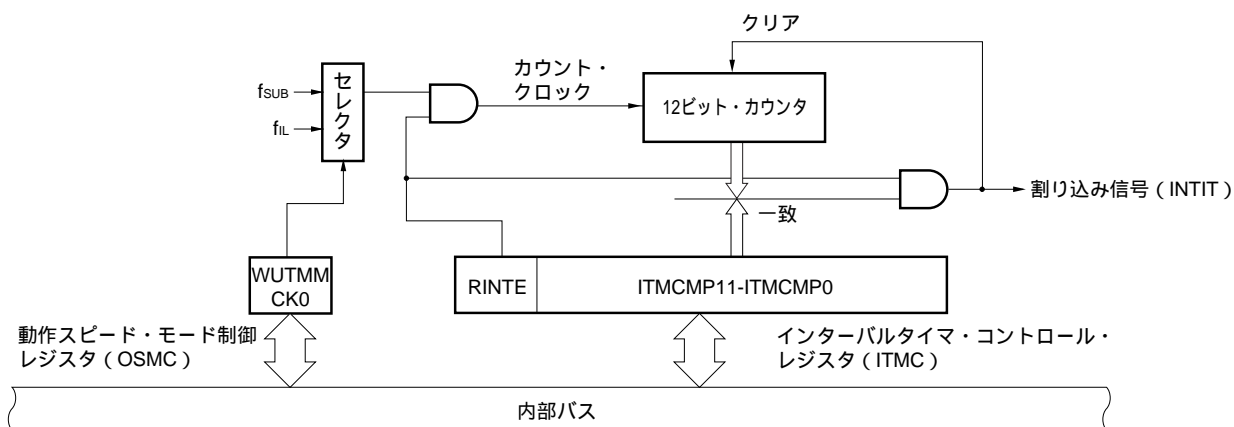 クリア
カウント・
クロック
fSUB
fIL
セレクタ
12ビット・カウンタ
割り込み信号（INTIT）
一致
WUTMM
CK0
RINTE
ITMCMP11-ITMCMP0
動作スピード・モード制御
レジスタ（OSMC）
インターバルタイマ・コントロール・
レジスタ（ITMC）
内部バス